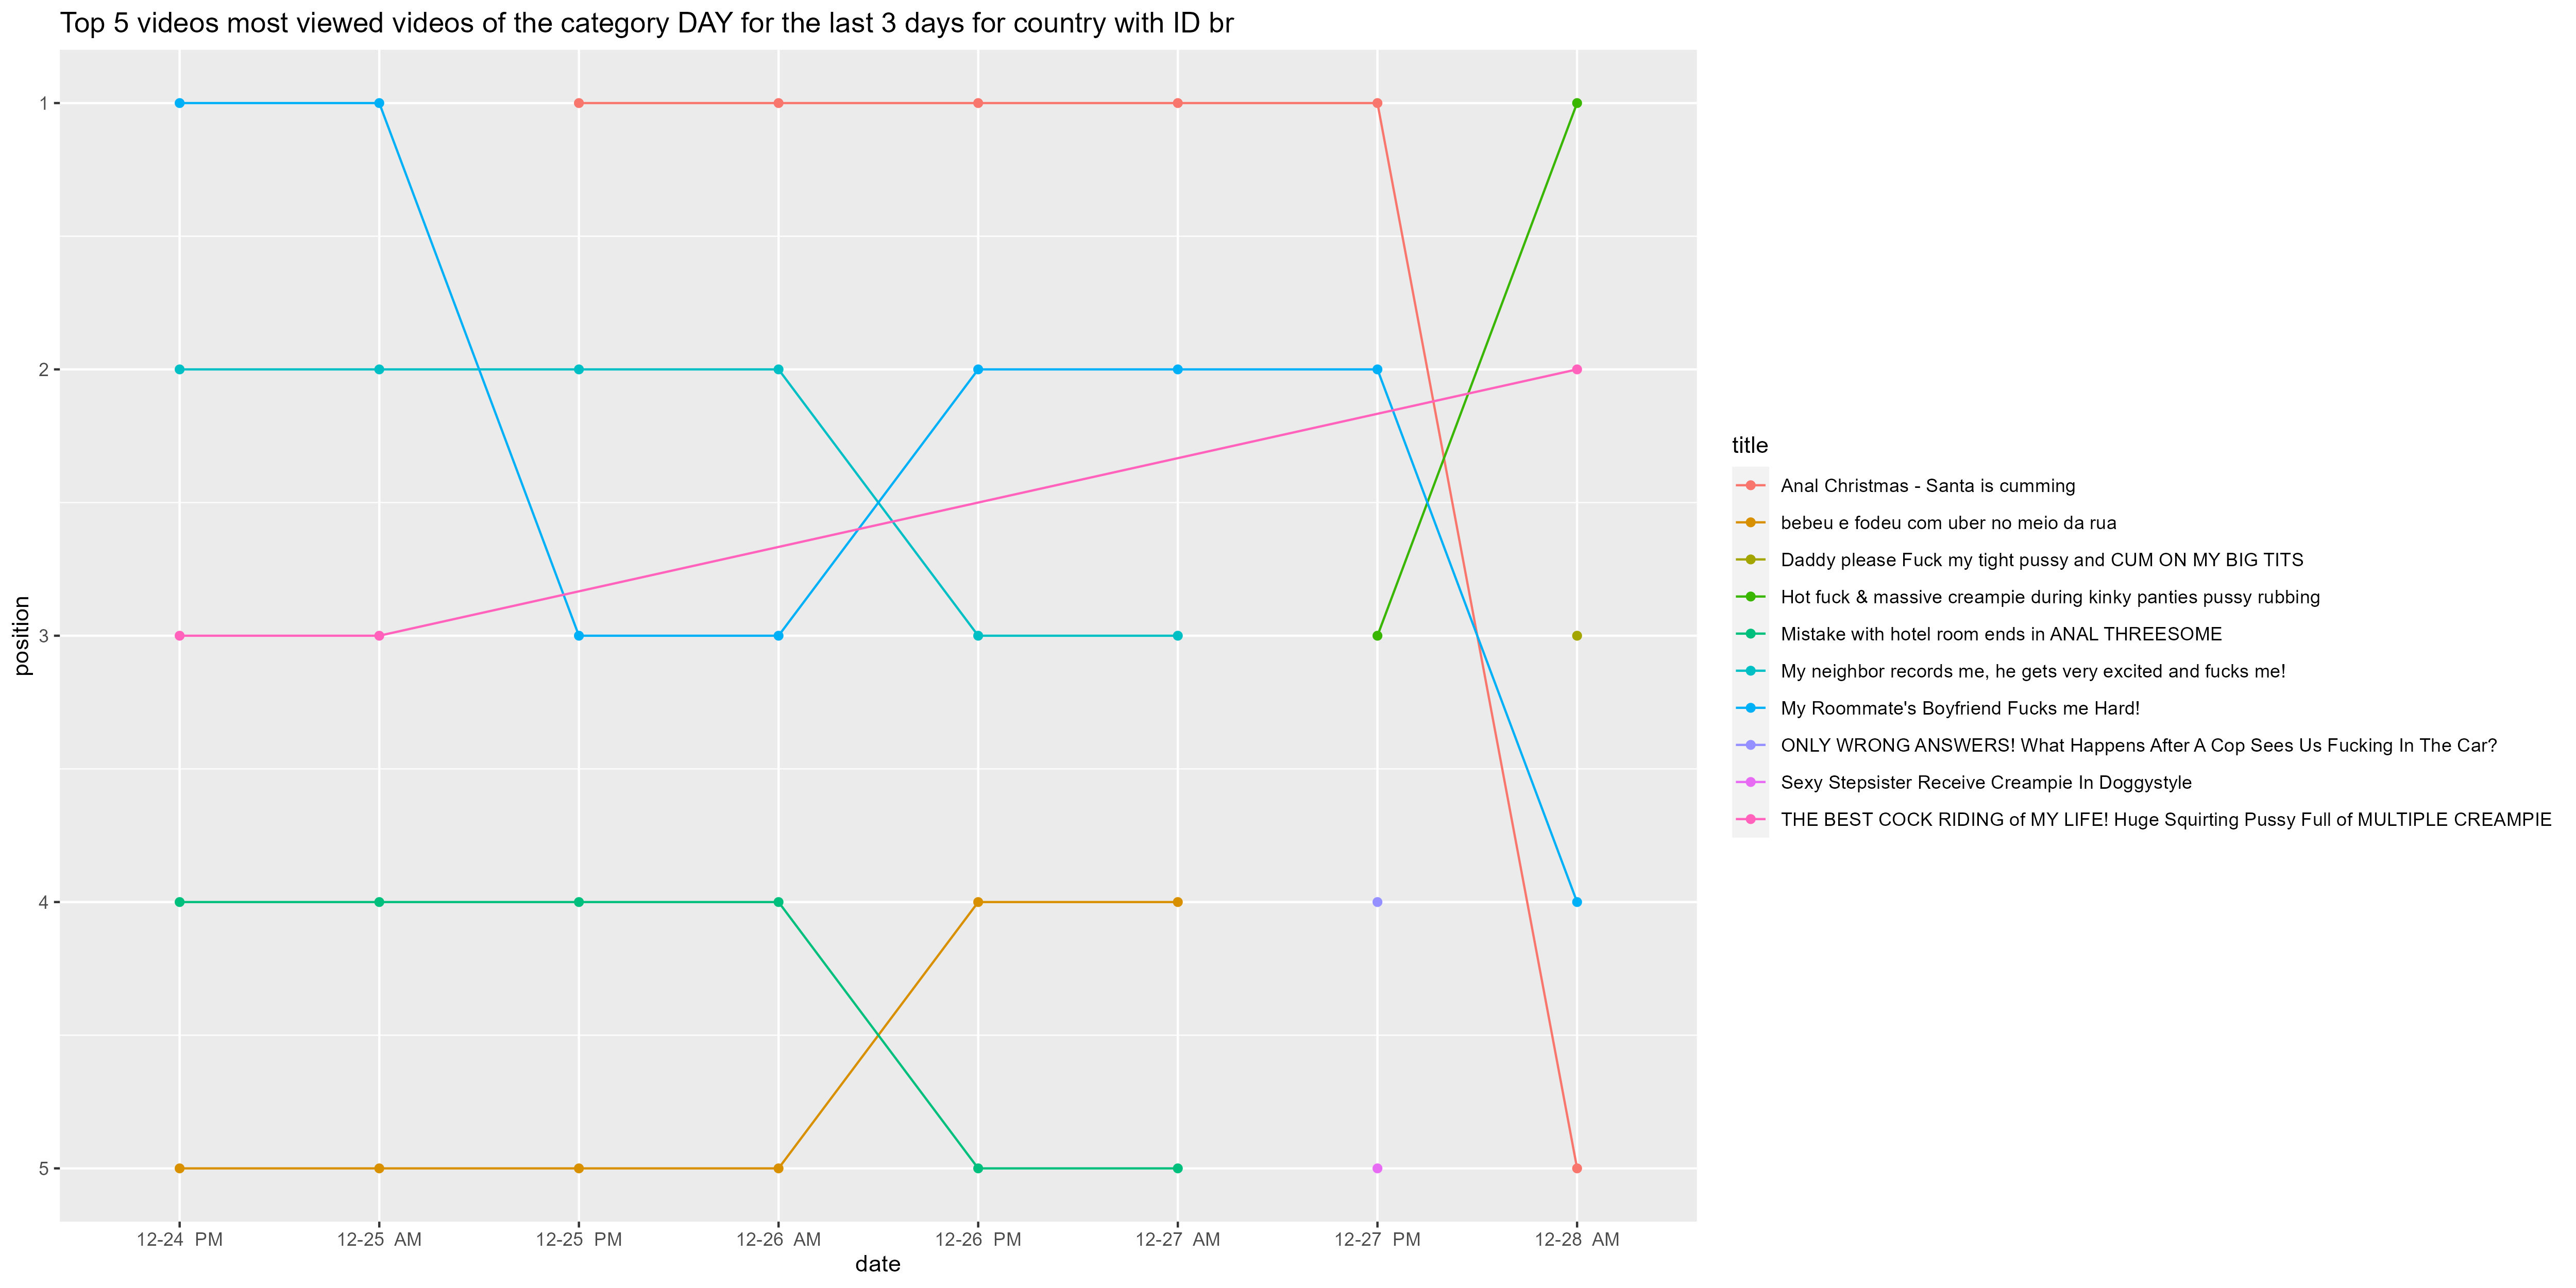 Top 5 videos most viewed videos of the category DAY for the last 3 days for country with ID br
position
1
2
3
4
5
12-24 PM
12-25 AM
12-25 PM
12-26 AM
12-26 PM
12-27 AM
12-27 PM
12-28 AM
date
title
Anal Christmas - Santa is cumming
bebeu e fodeu com uber no meio da rua
Daddy please Fuck my tight pussy and CUM ON MY BIG TITS
Hot fuck & massive creampie during kinky panties pussy rubbing
Mistake with hotel room ends in ANAL THREESOME
My neighbor records me, he gets very excited and fucks me!
My Roommate's Boyfriend Fucks me Hard!
ONLY WRONG ANSWERS! What Happens After A Cop Sees Us Fucking In The Car?
Sexy Stepsister Receive Creampie In Doggystyle
THE BEST COCK RIDING of MY LIFE! Huge Squirting Pussy Full of MULTIPLE CREAMPIE